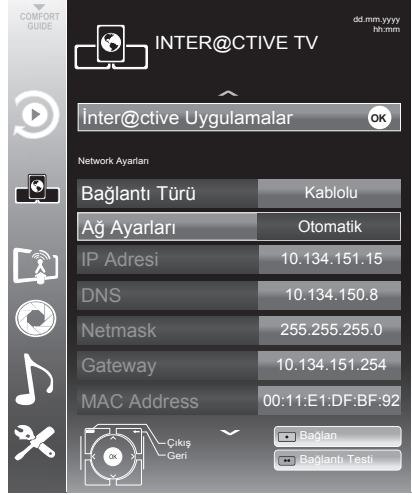 COMFORT
GUIDE
INTER@CTIVE TV
dd.mm.yyyy
hh:mm
İnter@ctive Uygulamalar OK
Network Ayarları
Bağlantı Türü Kablolu
Ağ Ayarları Otomatik
IP Adresi 10.134.151.15
DNS 10.134.150.8
Netmask 255.255.255.0
Gateway 10.134.151.254
MAC Address 00:11:E1:DF:BF:92
OK
Çıkış
Geri
Bağlan
Bağlantı Testi